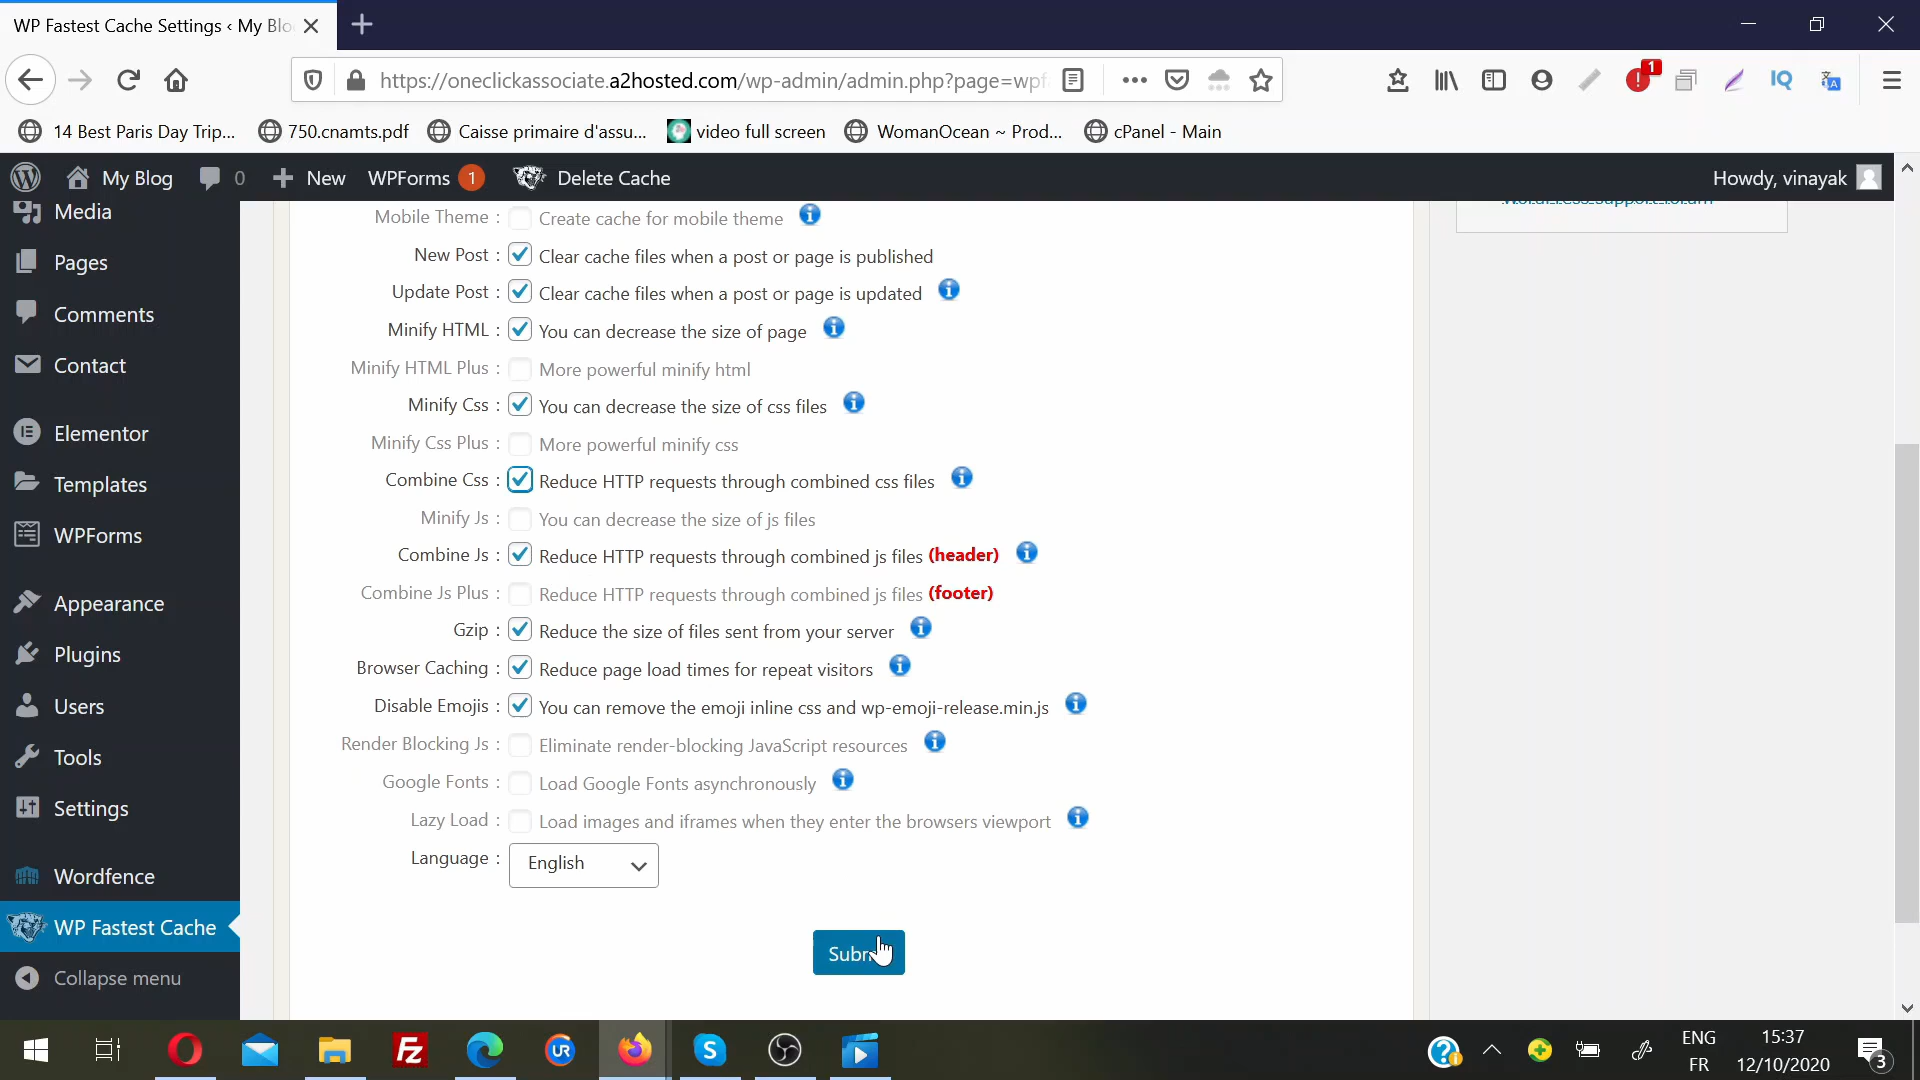 WP Fastest Cache Settings ‹ My Blo
https://oneclickassociate.a2hosted.com/wp-admin/admin.php?page=wpf
1
14 Best Paris Day Trip...
750.cnamts.pdf
Caisse primaire d'assu...
video full screen
WomanOcean ~ Prod...
cPanel - Main
My Blog
0
New
WPForms 1
Delete Cache
Howdy, vinayak
Media
Pages
Comments
Contact
Elementor
Templates
WPForms
Appearance
Plugins
Users
Tools
Settings
Wordfence
WP Fastest Cache
Collapse menu
Mobile Theme : Create cache for mobile theme
New Post : Clear cache files when a post or page is published
Update Post : Clear cache files when a post or page is updated
Minify HTML : You can decrease the size of page
Minify HTML Plus : More powerful minify html
Minify Css : You can decrease the size of css files
Minify Css Plus : More powerful minify css
Combine Css : Reduce HTTP requests through combined css files
Minify Js : You can decrease the size of js files
Combine Js : Reduce HTTP requests through combined js files (header)
Combine Js Plus : Reduce HTTP requests through combined js files (footer)
Gzip : Reduce the size of files sent from your server
Browser Caching : Reduce page load times for repeat visitors
Disable Emojis : You can remove the emoji inline css and wp-emoji-release.min.js
Render Blocking Js : Eliminate render-blocking JavaScript resources
Google Fonts : Load Google Fonts asynchronously
Lazy Load : Load images and iframes when they enter the browsers viewport
Language : English
IQ
Fz
UR
ENG
FR
15:37
12/10/2020
3